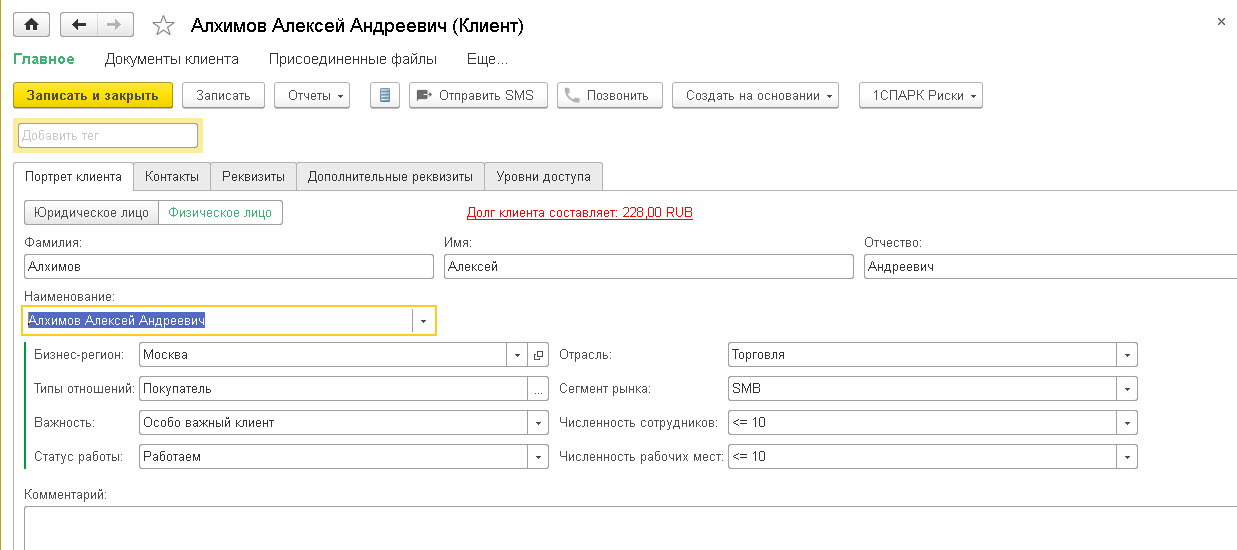 Алхимов Алексей Андреевич (Клиент)
Главное Документы клиента Присоединенные файлы Еще...
Записать и закрыть Записать Отчеты Отправить SMS Позвонить Создать на основании 1СПАРК Риски
Добавить тег
Портрет клиента Контакты Реквизиты Дополнительные реквизиты Уровни доступа
Юридическое лицо Физическое лицо Долг клиента составляет: 228,00 RUB
Фамилия: Имя: Отчество:
Алхимов Алексей Андреевич
Наименование:
Алхимов Алексей Андреевич
Бизнес-регион: Москва Отрасль: Торговля
Типы отношений: Покупатель ... Сегмент рынка: SMB
Важность: Особо важный клиент Численность сотрудников: <= 10
Статус работы: Работаем Численность рабочих мест: <= 10
Комментарий: